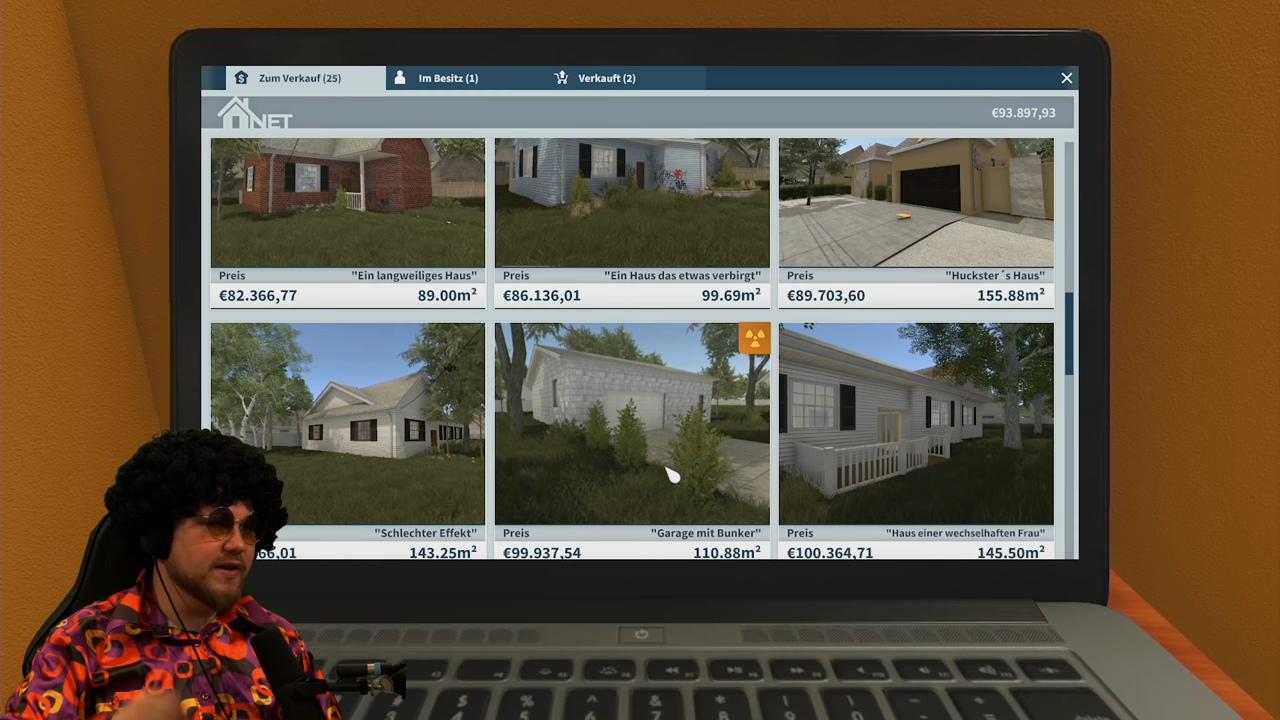 Zum Verkauf (25)
Im Besitz (1)
Verkauft (2)
NET
€93.897,93
Preis "Ein langweiliges Haus"
€82.366,77 89.00m²
Preis "Ein Haus das etwas verbirgt"
€86.136,01 99.69m²
Preis "Huckster´s Haus"
€89.703,60 155.88m²
"Schlechter Effekt"
66,01 143.25m²
Preis "Garage mit Bunker"
€99.937,54 110.88m²
Preis "Haus einer wechselhaften Frau"
€100.364,71 145.50m²